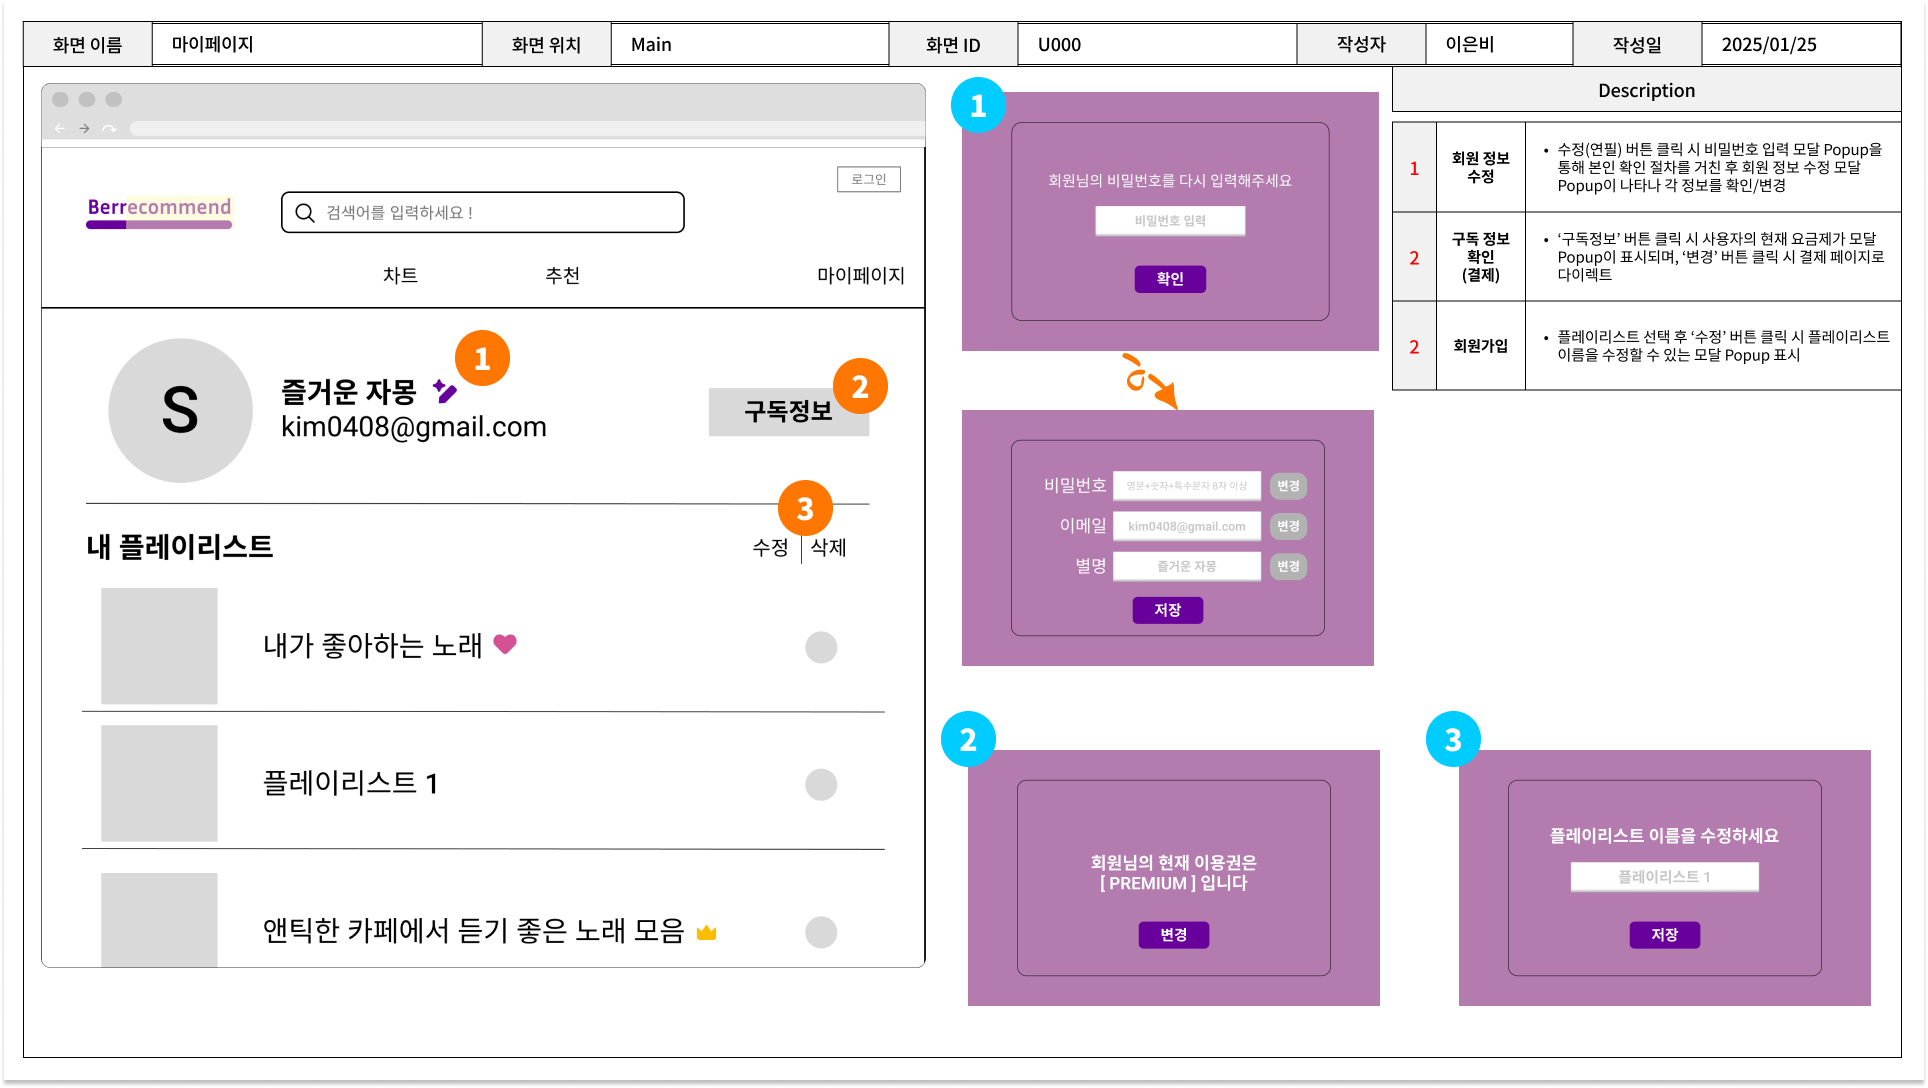 화면 이름
마이페이지
화면 위치
Main
화면 ID
U000
작성자
이은비
작성일
2025/01/25
로그인
Berrecommend
검색어를 입력하세요 !
차트
추천
마이페이지
S
즐거운 자몽
1
kim0408@gmail.com
구독정보
2
3
내 플레이리스트
수정
삭제
내가 좋아하는 노래
플레이리스트 1
앤틱한 카페에서 듣기 좋은 노래 모음
1
회원님의 비밀번호를 다시 입력해주세요
비밀번호 입력
확인
비밀번호
영문+숫자+특수문자 8자 이상
변경
이메일
kim0408@gmail.com
변경
별명
즐거운 자몽
변경
저장
2
회원님의 현재 이용권은
[ PREMIUM ] 입니다
변경
3
플레이리스트 이름을 수정하세요
플레이리스트 1
저장
Description
1
회원 정보
수정
• 수정(연필) 버튼 클릭 시 비밀번호 입력 모달 Popup을
통해 본인 확인 절차를 거친 후 회원 정보 수정 모달
Popup이 나타나 각 정보를 확인/변경
2
구독 정보
확인
(결제)
• ‘구독정보’ 버튼 클릭 시 사용자의 현재 요금제가 모달
Popup이 표시되며, ‘변경’ 버튼 클릭 시 결제 페이지로
다이렉트
2
회원가입
• 플레이리스트 선택 후 ‘수정’ 버튼 클릭 시 플레이리스트
이름을 수정할 수 있는 모달 Popup 표시